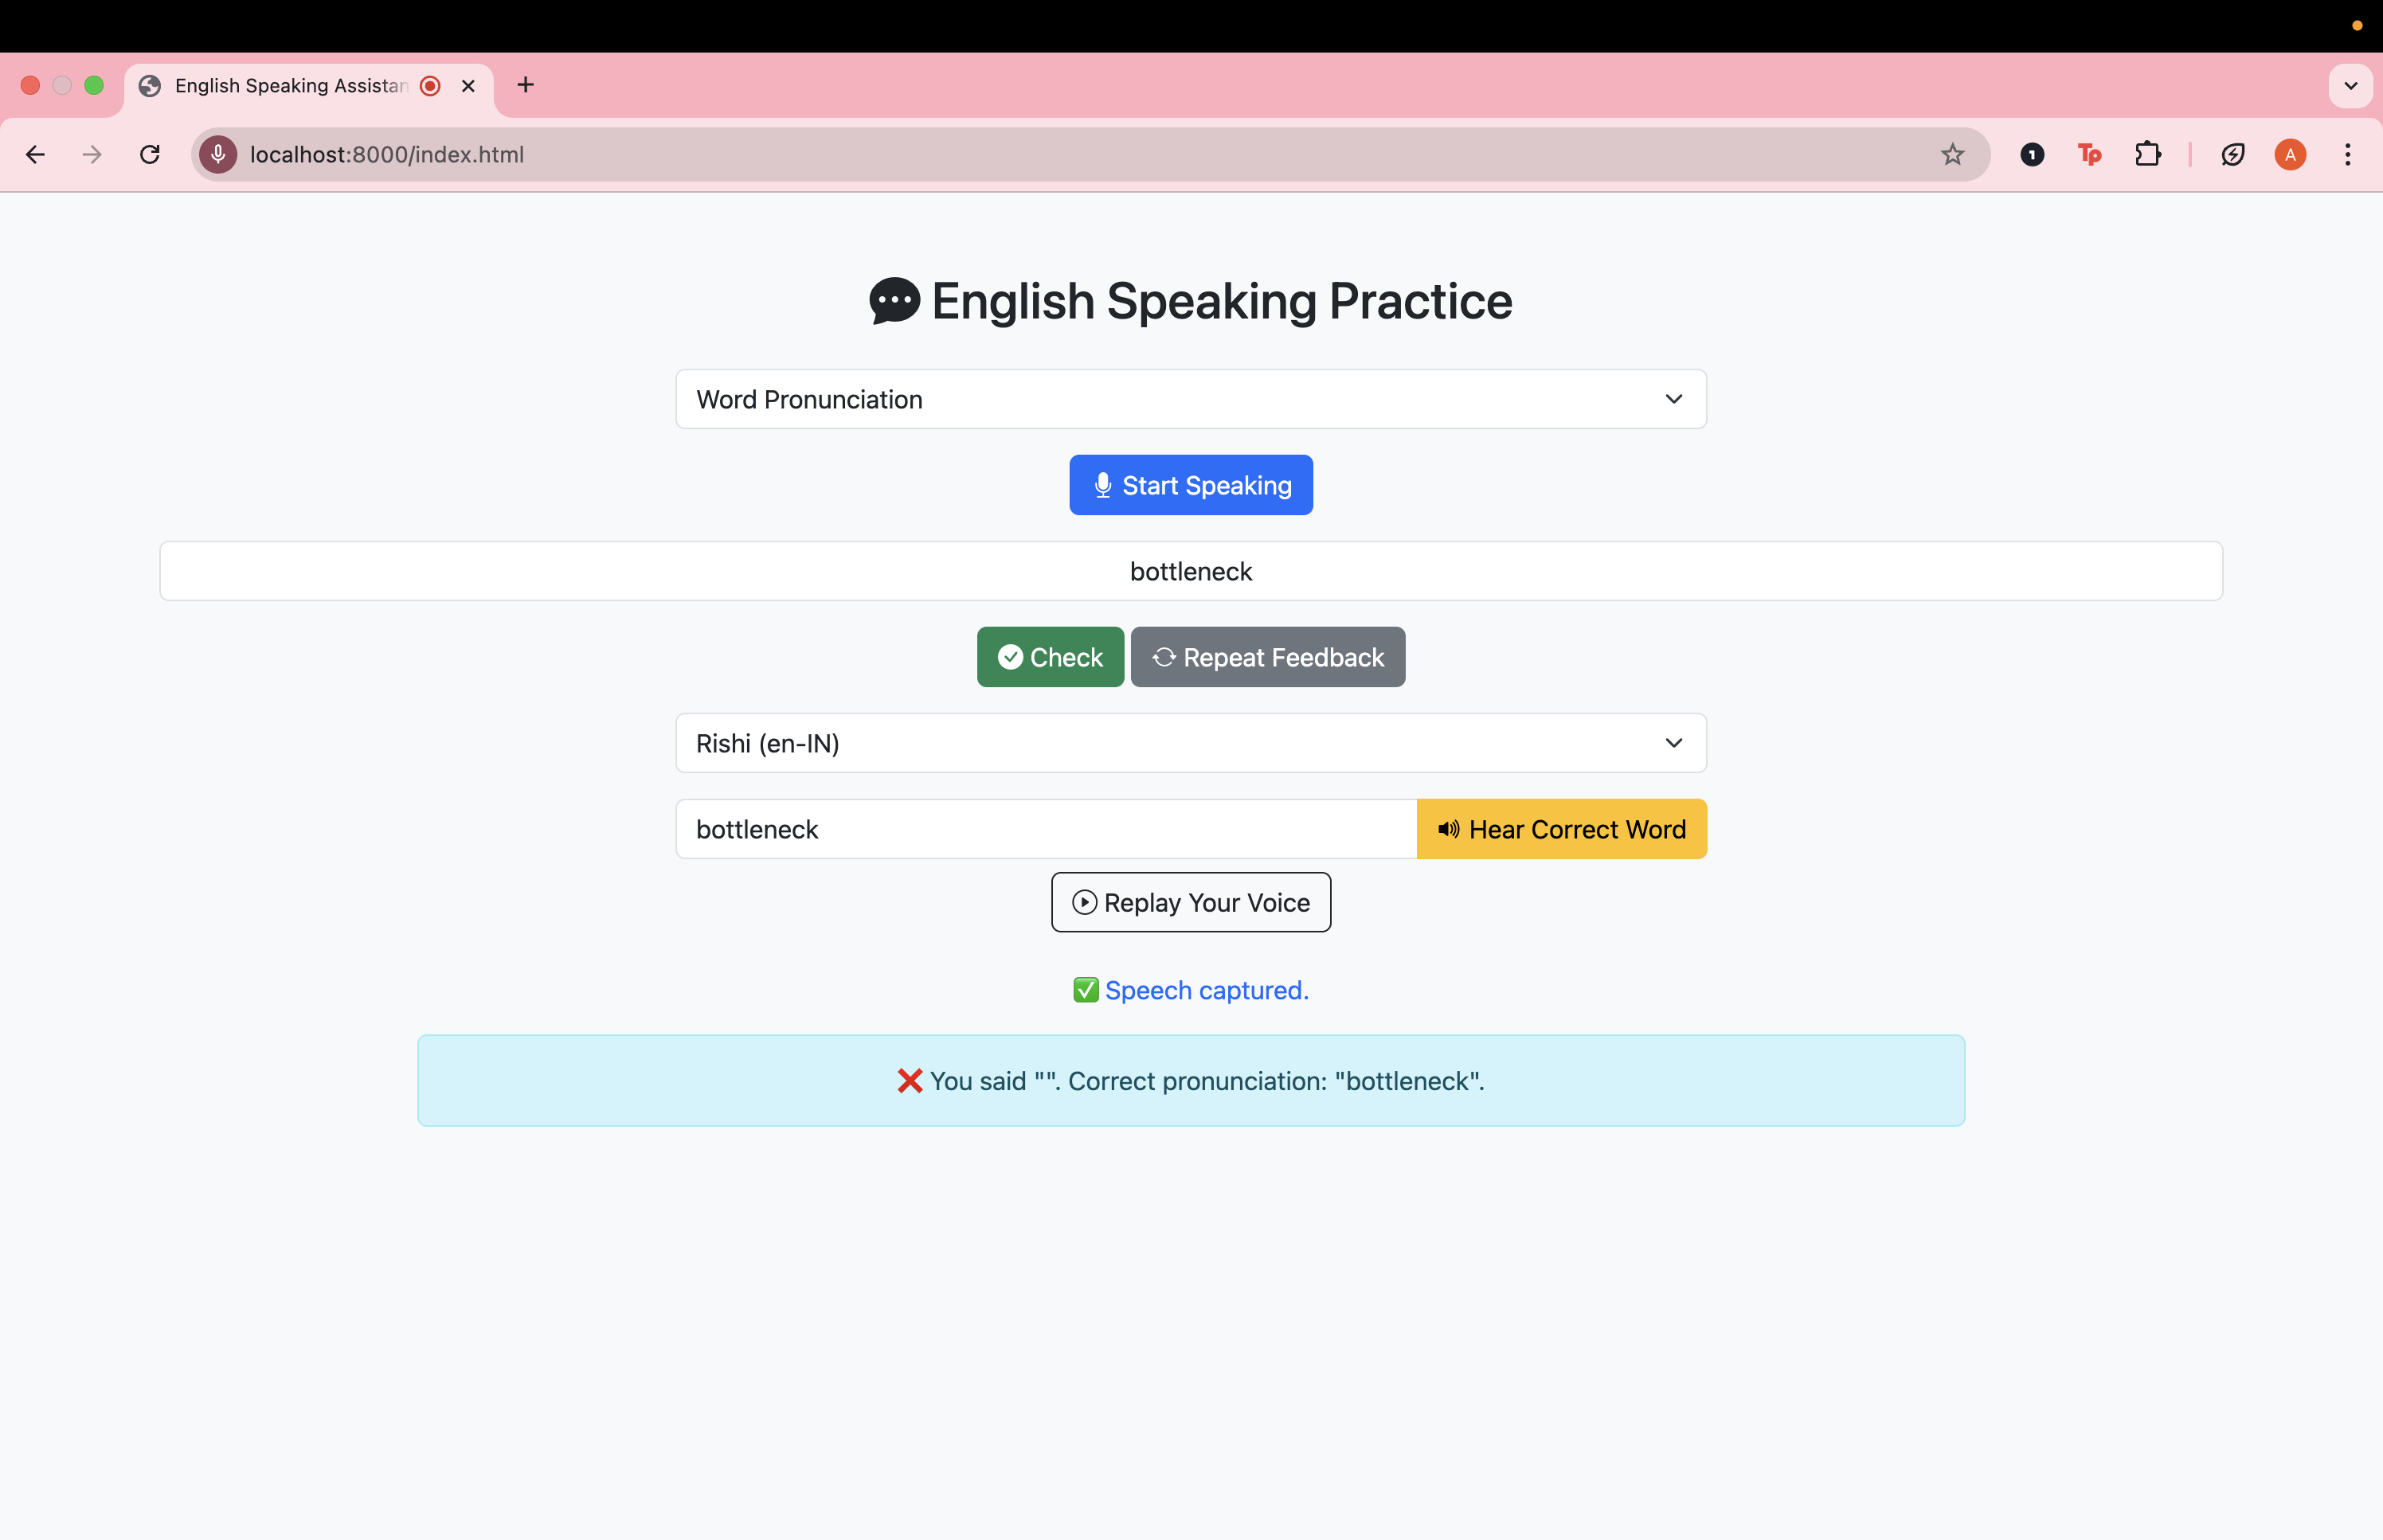 English Speaking Assistan
localhost:8000/index.html
1
Tp
A
English Speaking Practice
Word Pronunciation
Start Speaking
bottleneck
Check
Repeat Feedback
Rishi (en-IN)
bottleneck
Hear Correct Word
Replay Your Voice
✅ Speech captured.
❌ You said "". Correct pronunciation: "bottleneck".